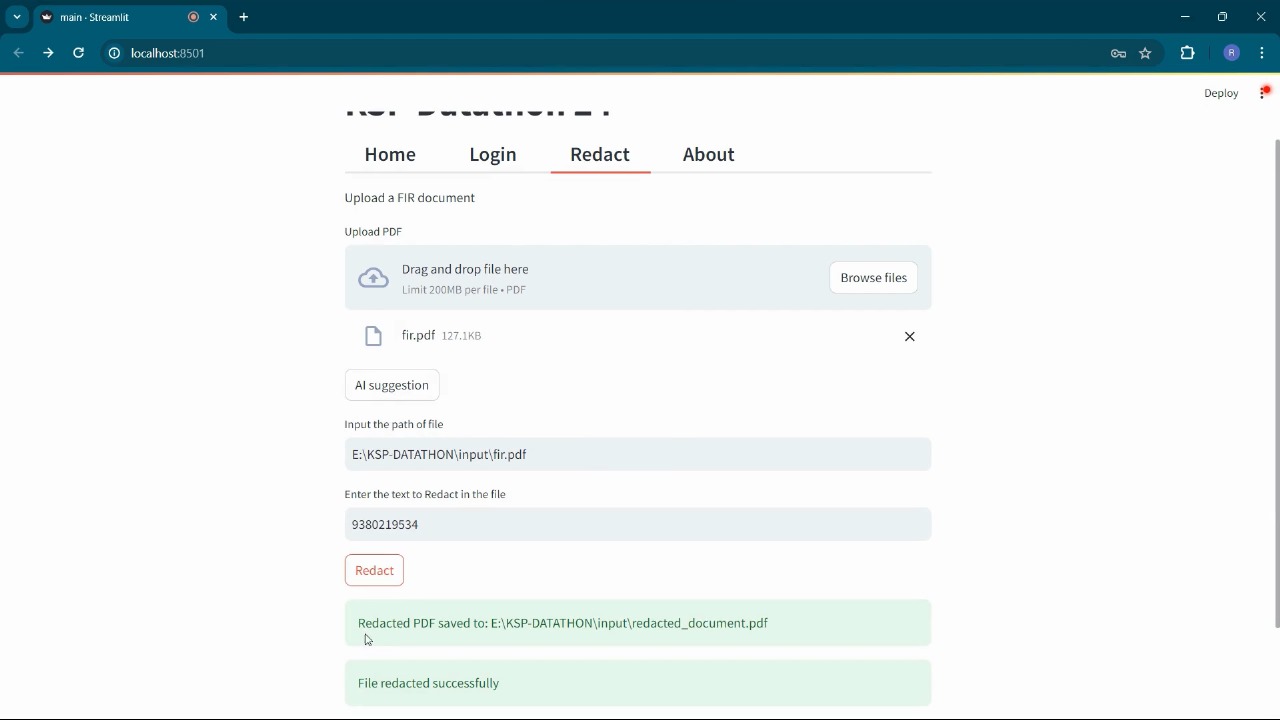 main · Streamlit
localhost:8501
R
Deploy
KSP Datathon 24
Home Login Redact About
Upload a FIR document
Upload PDF
Drag and drop file here
Limit 200MB per file • PDF
Browse files
fir.pdf 127.1KB
AI suggestion
Input the path of file
E:\KSP-DATATHON\input\fir.pdf
Enter the text to Redact in the file
9380219534
Redact
Redacted PDF saved to: E:\KSP-DATATHON\input\redacted_document.pdf
File redacted successfully